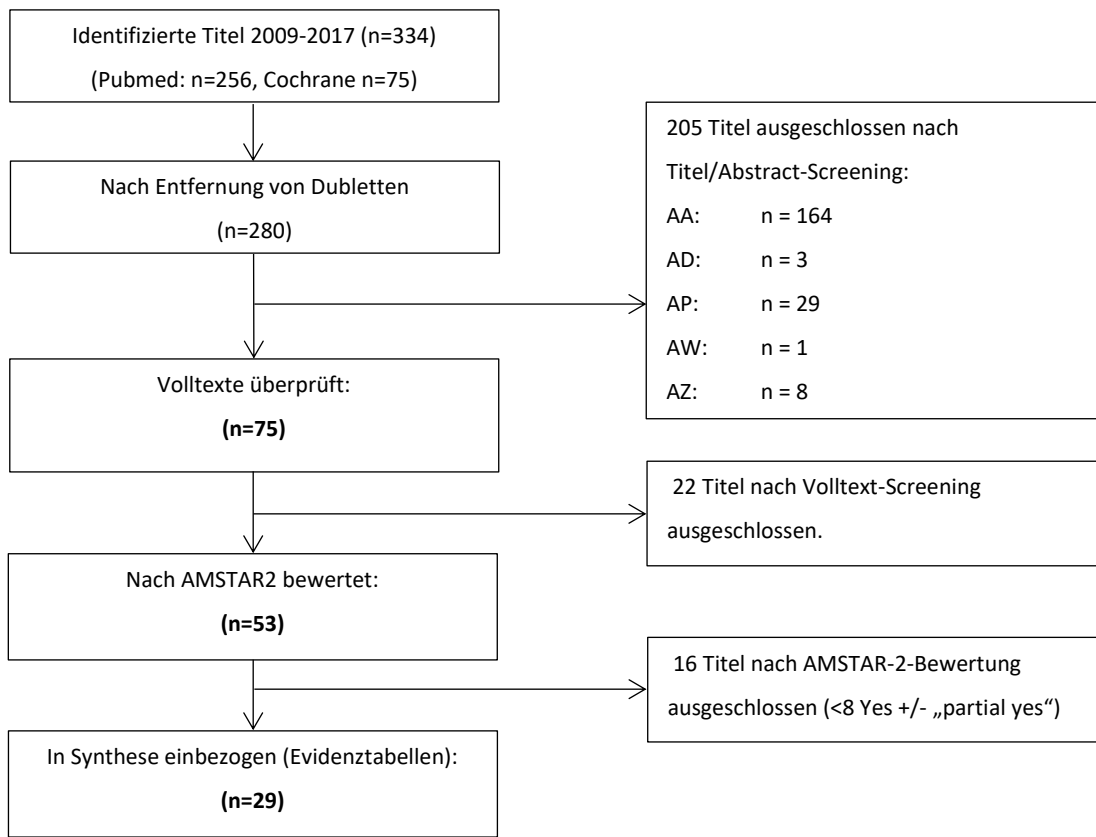 Identifizierte Titel 2009-2017 (n=334)
(Pubmed: n=256, Cochrane n=75)
Nach Entfernung von Dubletten
(n=280)
205 Titel ausgeschlossen nach
Titel/Abstract-Screening:
AA: n = 164
AD: n = 3
AP: n = 29
AW: n = 1
AZ: n = 8
Volltexte überprüft:
(n=75)
22 Titel nach Volltext-Screening
ausgeschlossen.
Nach AMSTAR2 bewertet:
(n=53)
16 Titel nach AMSTAR-2-Bewertung
ausgeschlossen (<8 Yes +/- „partial yes“)
In Synthese einbezogen (Evidenztabellen):
(n=29)